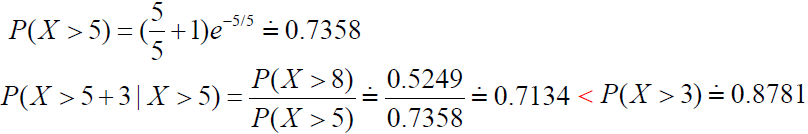 P(X > 5) = (5/5 + 1)e^{-5/5} ≐ 0.7358
P(X > 5 + 3 | X > 5) = P(X > 8)/P(X > 5) ≐ 0.5249/0.7358 ≐ 0.7134 < P(X > 3) ≐ 0.8781